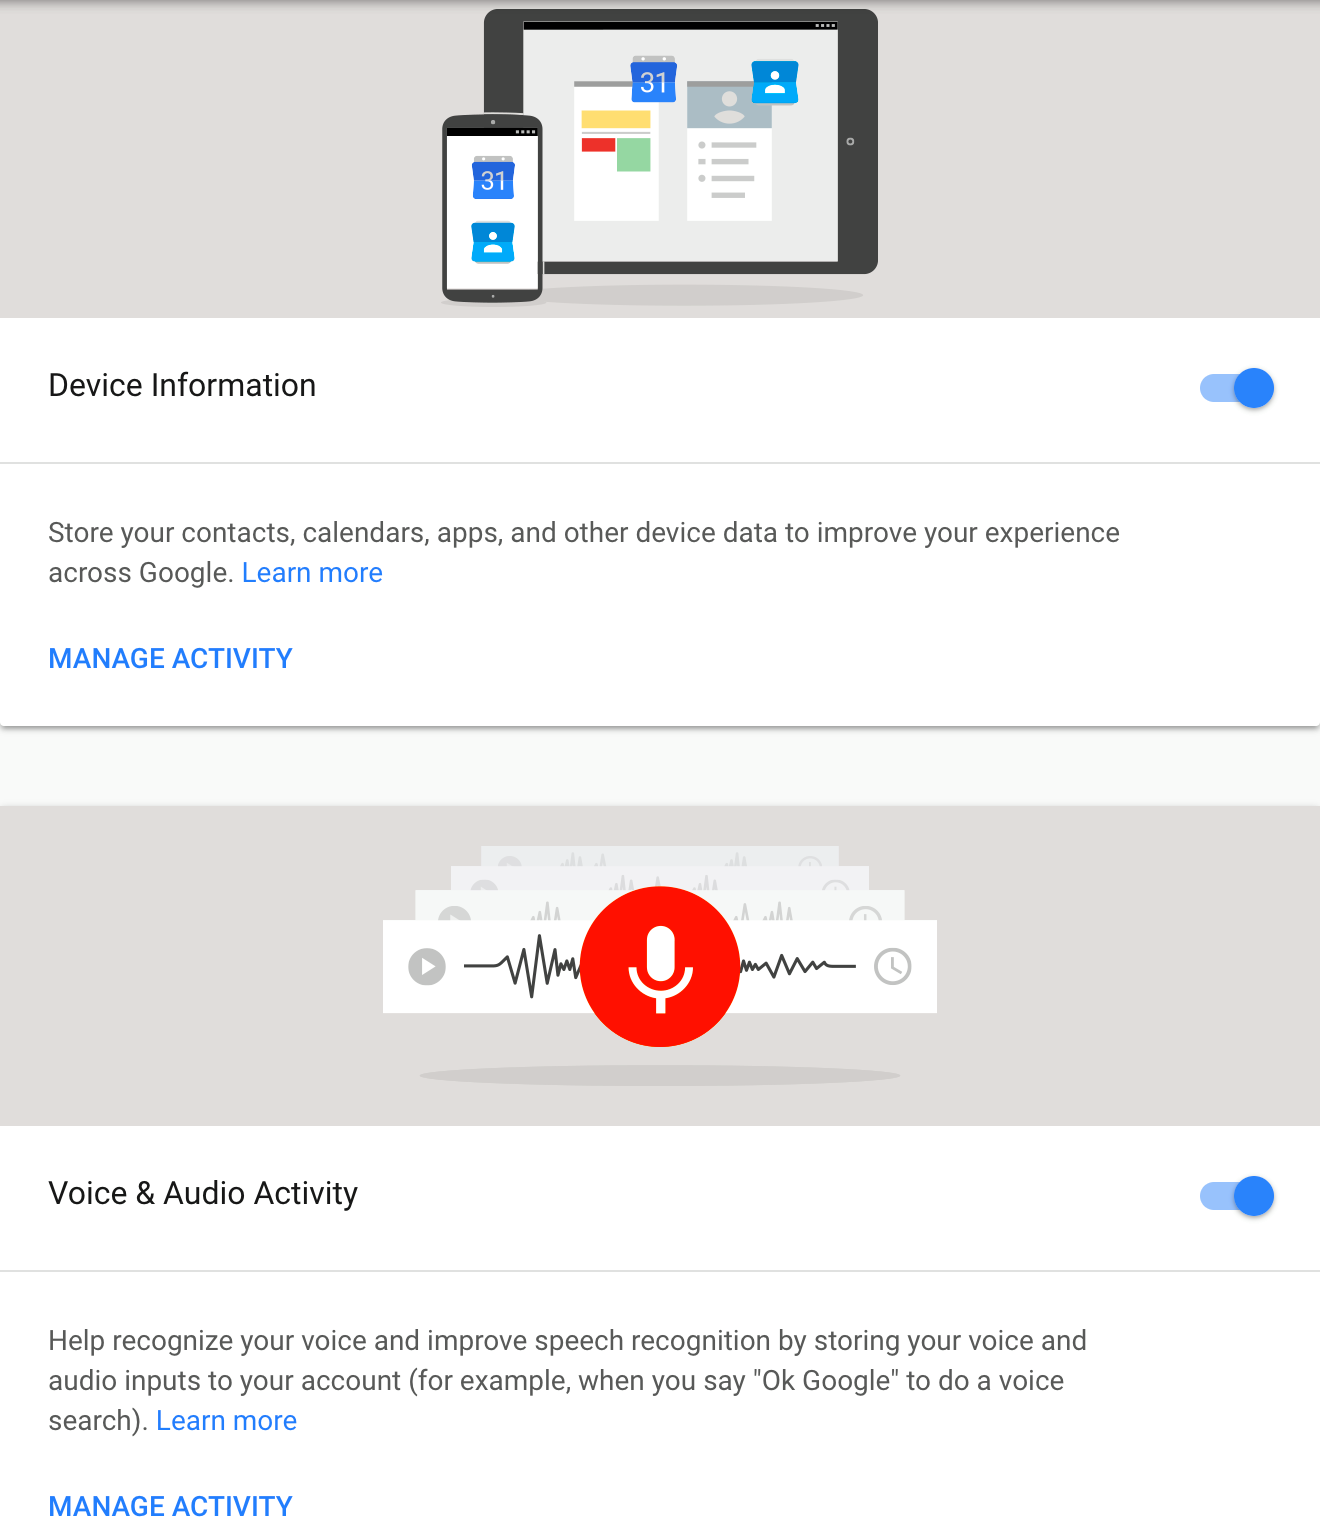 31
31
Device Information
Store your contacts, calendars, apps, and other device data to improve your experience
across Google. Learn more
MANAGE ACTIVITY
Voice & Audio Activity
Help recognize your voice and improve speech recognition by storing your voice and
audio inputs to your account (for example, when you say "Ok Google" to do a voice
search). Learn more
MANAGE ACTIVITY